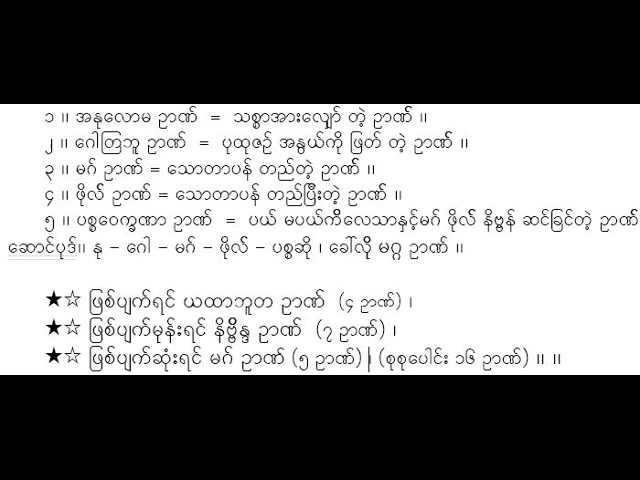 ၁ ။ အနုလောမ ဉာဏ် = သစ္စာအားလျှော် တဲ့ ဉာဏ် ။
၂ ။ ဂေါတြဘူ ဉာဏ် = ပုထုဇဉ် အနွယ်ကို ဖြတ် တဲ့ ဉာဏ် ။
၃ ။ မဂ် ဉာဏ် = သောတာပန် တည်တဲ့ ဉာဏ် ။
၄ ။ ဖိုလ် ဉာဏ် = သောတာပန် တည်ပြီးတဲ့ ဉာဏ် ။
၅ ။ ပစ္စဝေက္ခဏာ ဉာဏ် = ပယ် မပယ်ကိလေသာနှင့်မဂ် ဖိုလ် နိဗ္ဗန် ဆင်ခြင်တဲ့ ဉာဏ်
ဆောင်ပုဒ်။ နု – ဂေါ – မဂ် – ဖိုလ် – ပစ္စဆို ၊ ခေါ်လို မဂ္ဂ ဉာဏ် ။
★☆ ဖြစ်ပျက်ရင် ယထာဘူတ ဉာဏ် (၄ ဉာဏ်) ၊
★☆ ဖြစ်ပျက်မုန်းရင် နိဗ္ဗိန္ဒ ဉာဏ် (၇ ဉာဏ်) ၊
★☆ ဖြစ်ပျက်ဆုံးရင် မဂ် ဉာဏ် (၅ ဉာဏ်) ၊ (စုစုပေါင်း ၁၆ ဉာဏ်) ။ ။